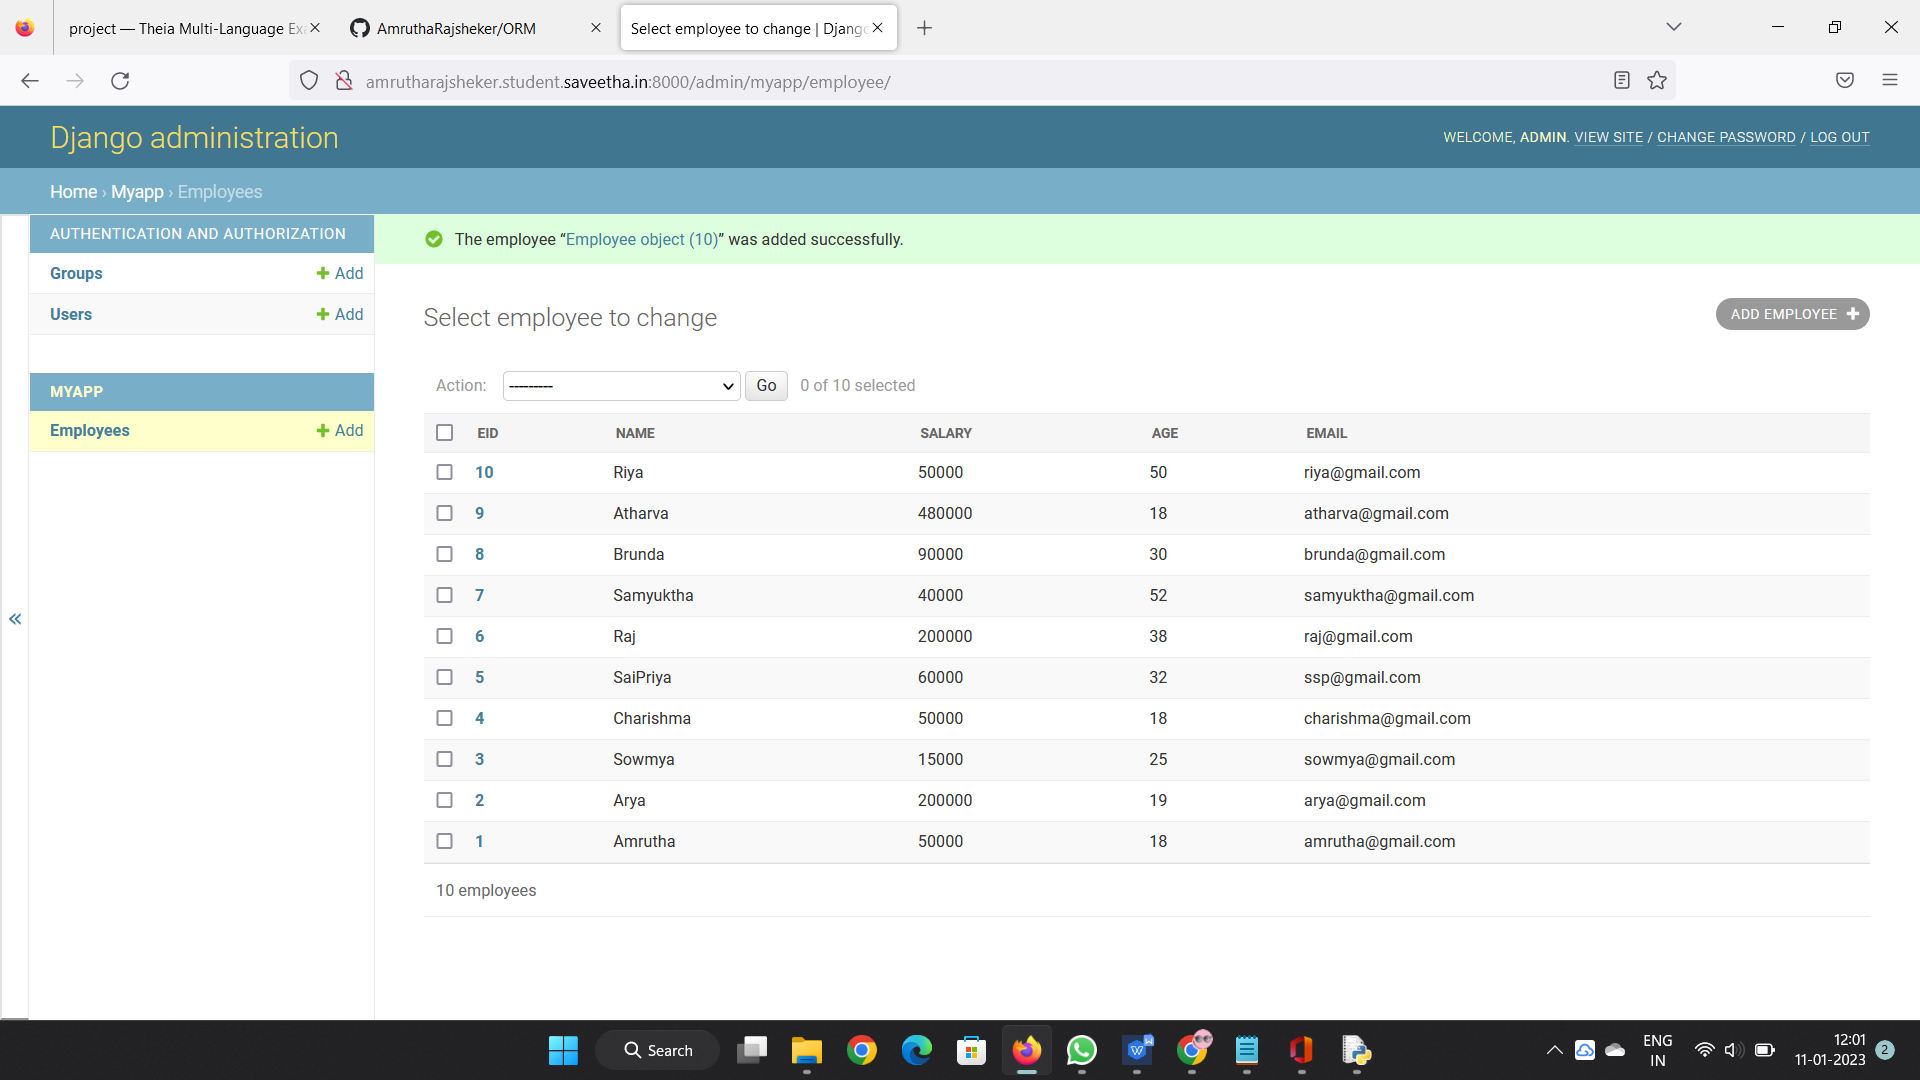 project — Theia Multi-Language Exa
AmruthaRajsheker/ORM
Select employee to change | Django
amrutharajsheker.student.saveetha.in:8000/admin/myapp/employee/
Django administration
WELCOME, ADMIN. VIEW SITE / CHANGE PASSWORD / LOG OUT
Home › Myapp › Employees
AUTHENTICATION AND AUTHORIZATION
Groups Add
Users Add
MYAPP
Employees Add
The employee “Employee object (10)” was added successfully.
Select employee to change
ADD EMPLOYEE
Action: --------- Go 0 of 10 selected
EID NAME SALARY AGE EMAIL
10 Riya 50000 50 riya@gmail.com
9 Atharva 480000 18 atharva@gmail.com
8 Brunda 90000 30 brunda@gmail.com
7 Samyuktha 40000 52 samyuktha@gmail.com
6 Raj 200000 38 raj@gmail.com
5 SaiPriya 60000 32 ssp@gmail.com
4 Charishma 50000 18 charishma@gmail.com
3 Sowmya 15000 25 sowmya@gmail.com
2 Arya 200000 19 arya@gmail.com
1 Amrutha 50000 18 amrutha@gmail.com
10 employees
«
Search
ENG
IN
12:01
11-01-2023
2